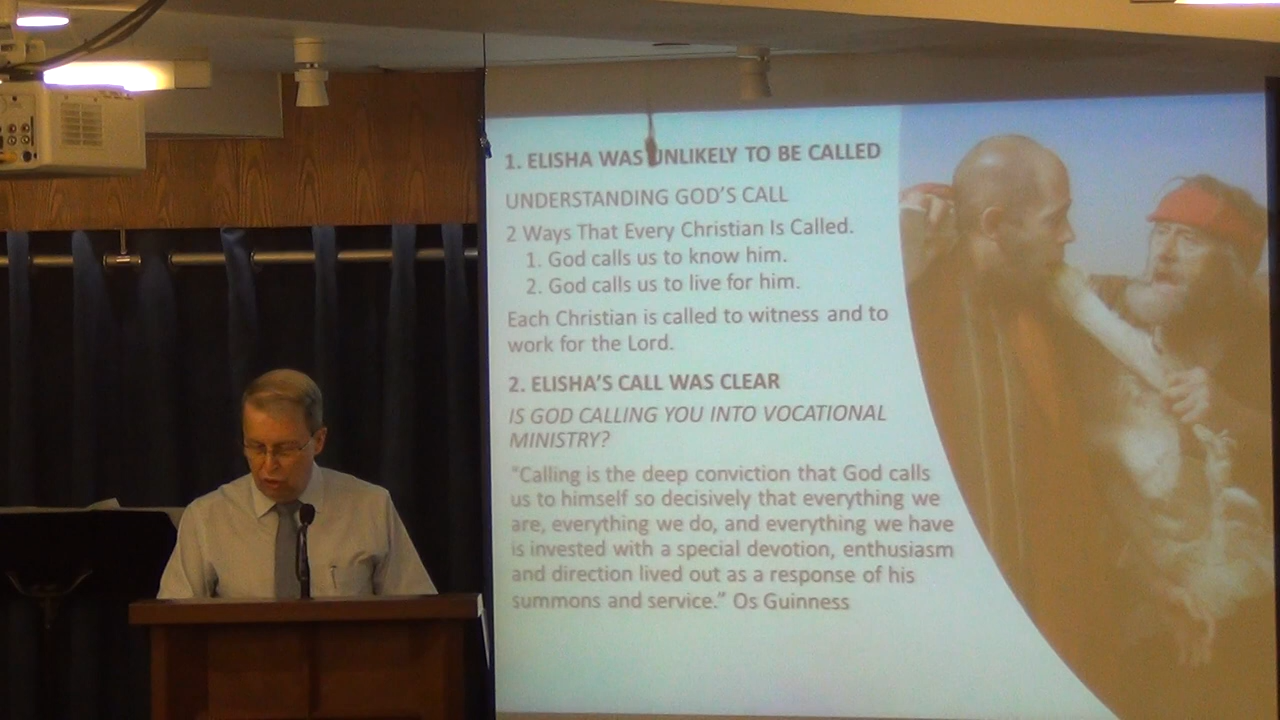 1. ELISHA WAS UNLIKELY TO BE CALLED
UNDERSTANDING GOD'S CALL
2 Ways That Every Christian Is Called.
1. God calls us to know him.
2. God calls us to live for him.
Each Christian is called to witness and to
work for the Lord.
2. ELISHA'S CALL WAS CLEAR
IS GOD CALLING YOU INTO VOCATIONAL
MINISTRY?
“Calling is the deep conviction that God calls
us to himself so decisively that everything we
are, everything we do, and everything we have
is invested with a special devotion, enthusiasm
and direction lived out as a response of his
summons and service.” Os Guinness